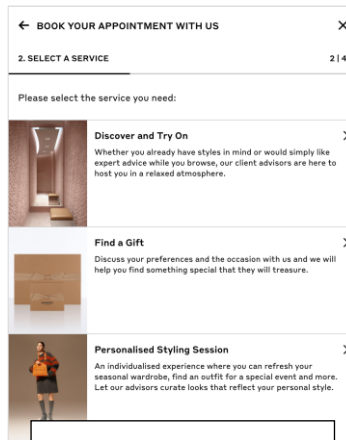 BOOK YOUR APPOINTMENT WITH US
2. SELECT A SERVICE 2 | 4
Please select the service you need:
Discover and Try On
Whether you already have styles in mind or would simply like
expert advice while you browse, our client advisors are here to
host you in a relaxed atmosphere.
Find a Gift
Discuss your preferences and the occasion with us and we will
help you find something special that they will treasure.
Personalised Styling Session
An individualised experience where you can refresh your
seasonal wardrobe, find an outfit for a special event and more.
Let our advisors curate looks that reflect your personal style.